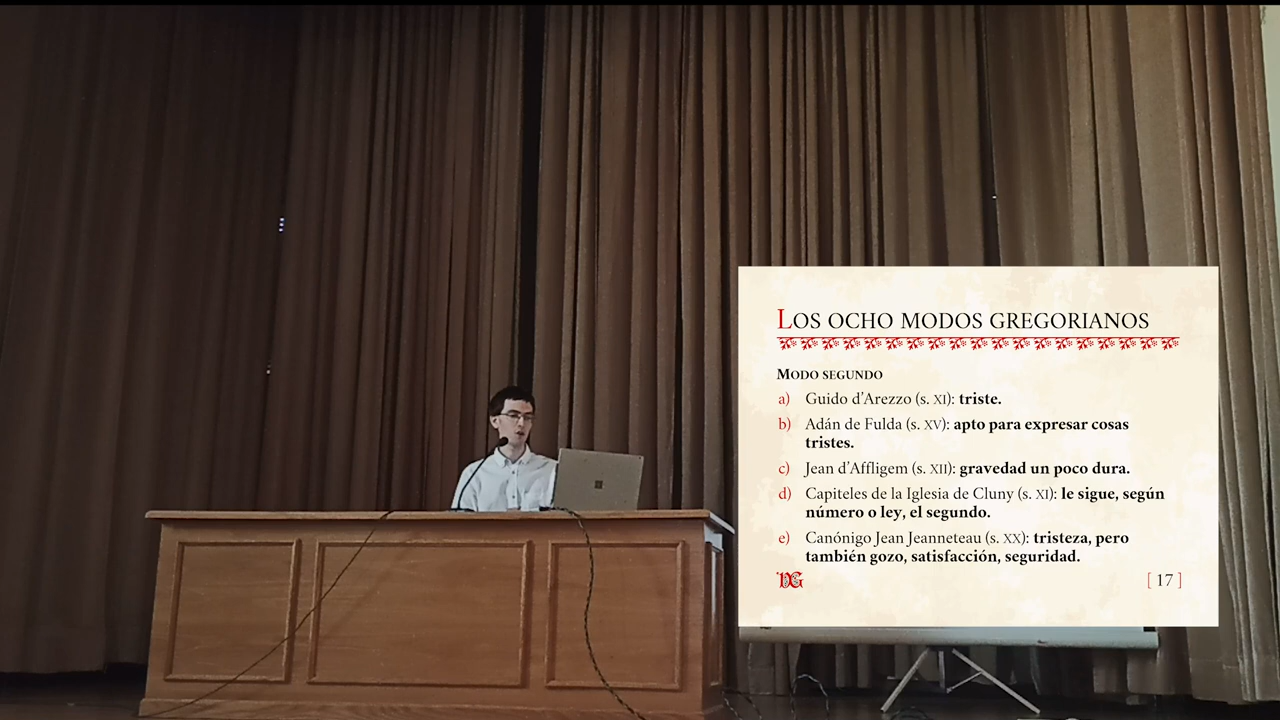 LOS OCHO MODOS GREGORIANOS
MODO SEGUNDO
a) Guido d'Arezzo (s. XI): triste.
b) Adán de Fulda (s. XV): apto para expresar cosas
tristes.
c) Jean d'Affligem (s. XII): gravedad un poco dura.
d) Capiteles de la Iglesia de Cluny (s. XI): le sigue, según
número o ley, el segundo.
e) Canónigo Jean Jeanneteau (s. XX): tristeza, pero
también gozo, satisfacción, seguridad.
[ 17 ]